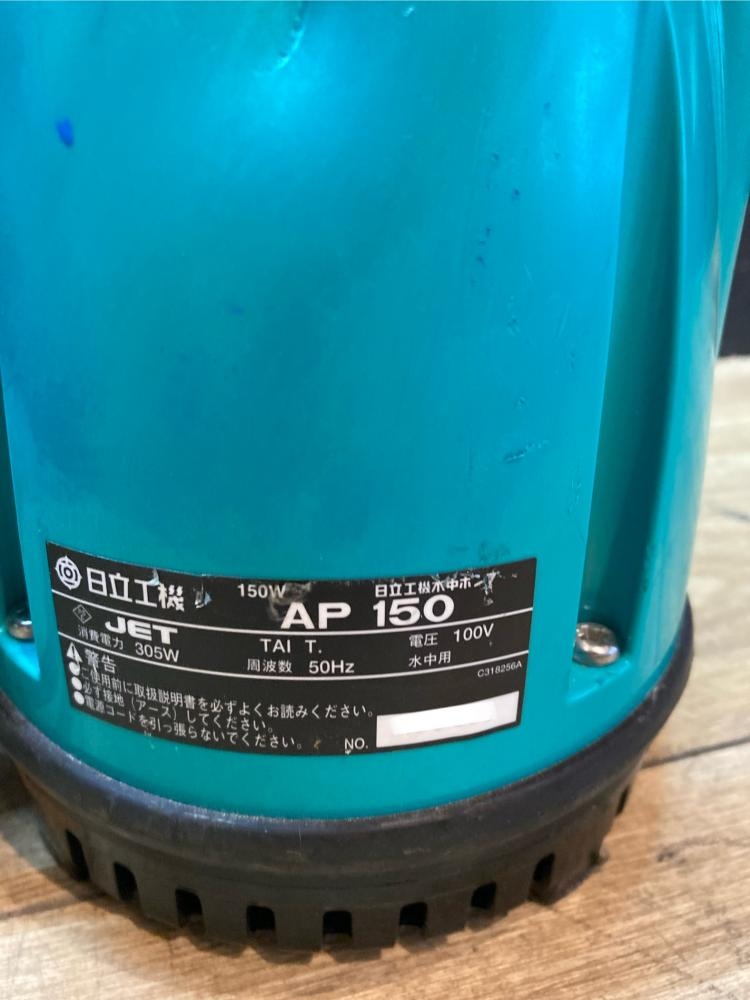 日立工機 150W 日立工機水中ポンプ
AP 150
JET TAI T. 電圧 100V
消費電力 305W 周波数 50Hz 水中用
警告 C318256A
●ご使用前に取扱説明書を必ずよくお読みください。
●必ず接地（アース）してください。
●電源コードを引っ張らないでください。 NO.